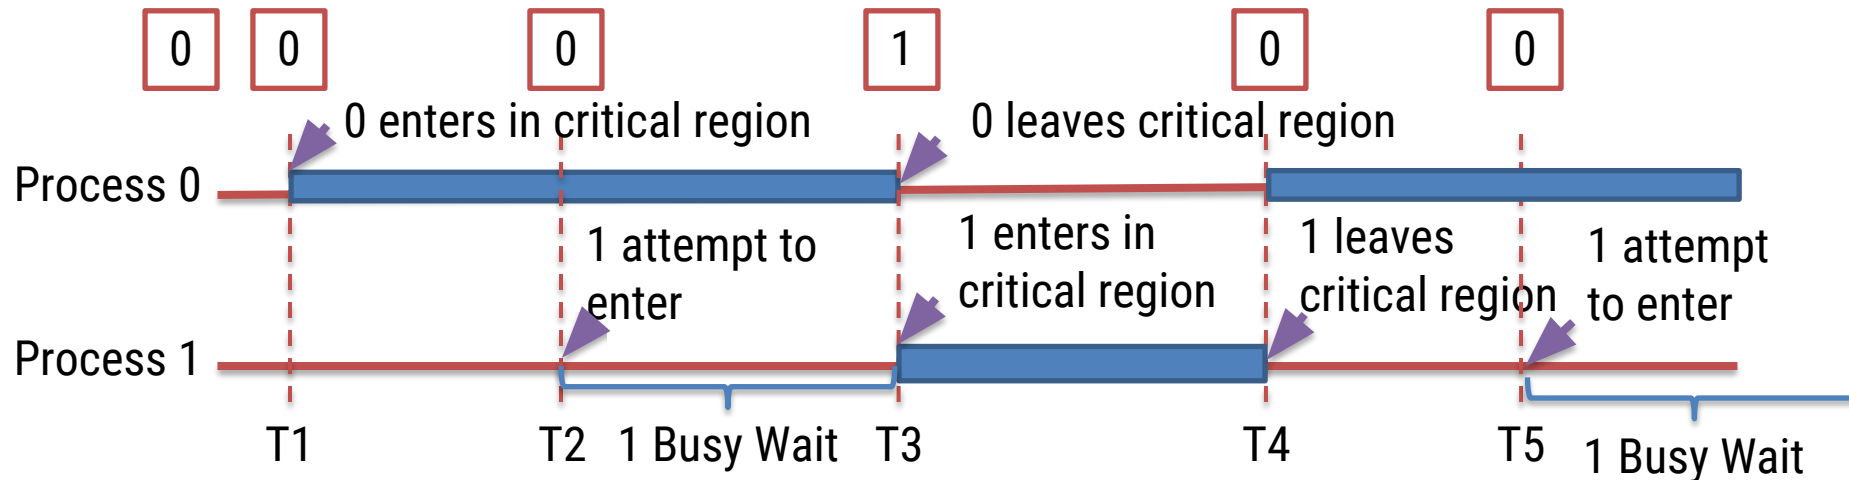 0 0 0 1 0 0
0 enters in critical region
0 leaves critical region
Process 0
1 attempt to
enter
1 enters in
critical region
1 leaves
critical region
1 attempt
to enter
Process 1
T1 T2 1 Busy Wait T3 T4 T5 1 Busy Wait